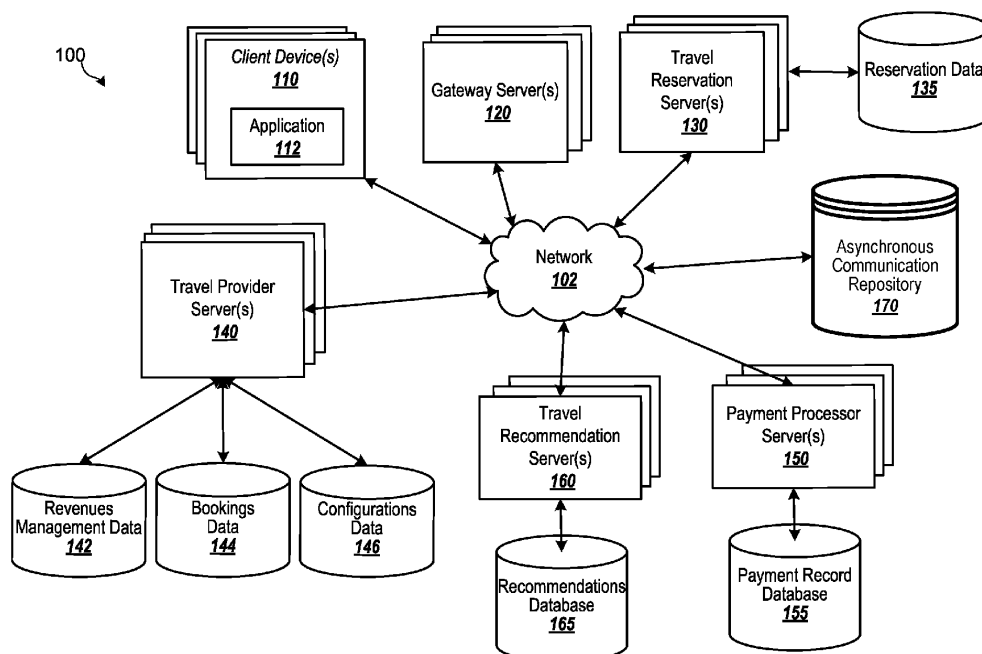 100
Client Device(s)
110
Application
112
Gateway Server(s)
120
Travel
Reservation
Server(s)
130
Reservation Data
135
Network
102
Asynchronous
Communication
Repository
170
Travel Provider
Server(s)
140
Revenues
Management Data
142
Bookings
Data
144
Configurations
Data
146
Travel
Recommendation
Server(s)
160
Payment Processor
Server(s)
150
Recommendations
Database
165
Payment Record
Database
155